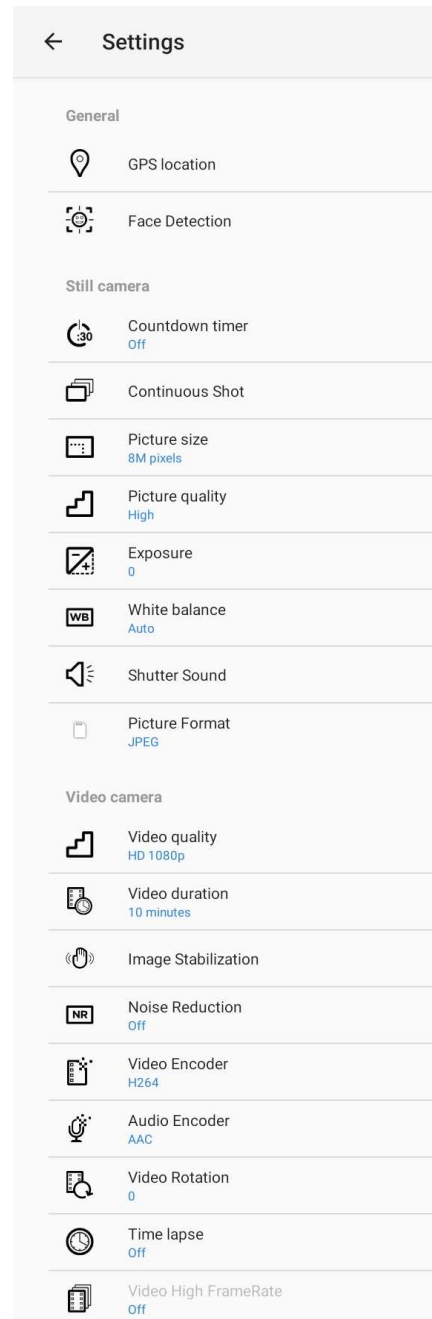 Settings
General
GPS location
Face Detection
Still camera
:30
Countdown timer
Off
Continuous Shot
Picture size
8M pixels
Picture quality
High
Exposure
0
WB
White balance
Auto
Shutter Sound
Picture Format
JPEG
Video camera
Video quality
HD 1080p
Video duration
10 minutes
Image Stabilization
NR
Noise Reduction
Off
Video Encoder
H264
Audio Encoder
AAC
Video Rotation
0
Time lapse
Off
Video High FrameRate
Off